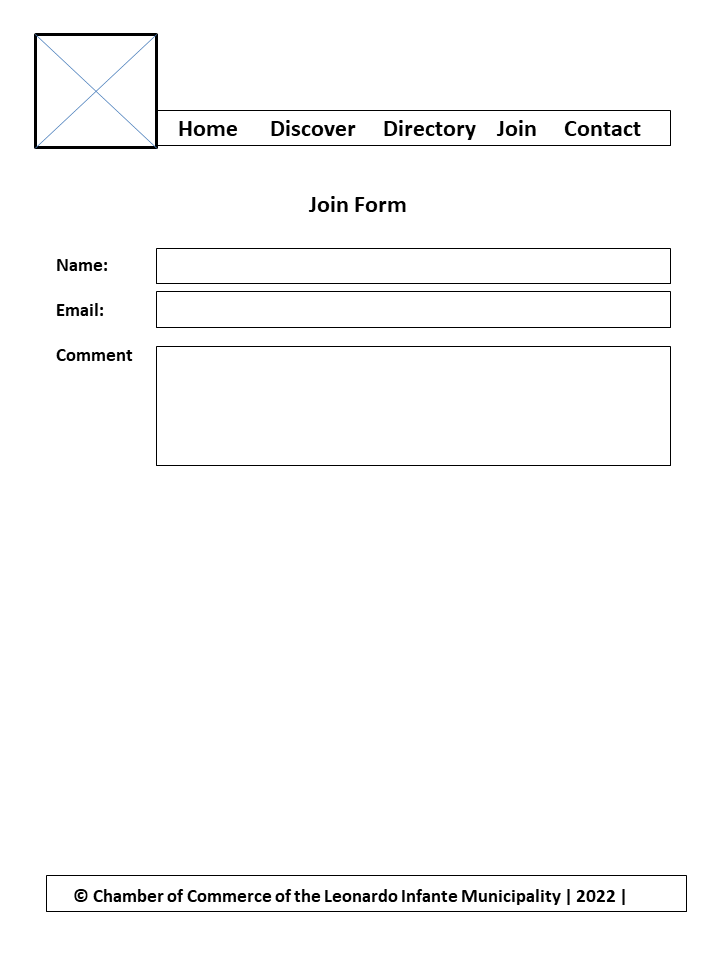 Home Discover Directory Join Contact
Join Form
Name:
Email:
Comment
© Chamber of Commerce of the Leonardo Infante Municipality | 2022 |